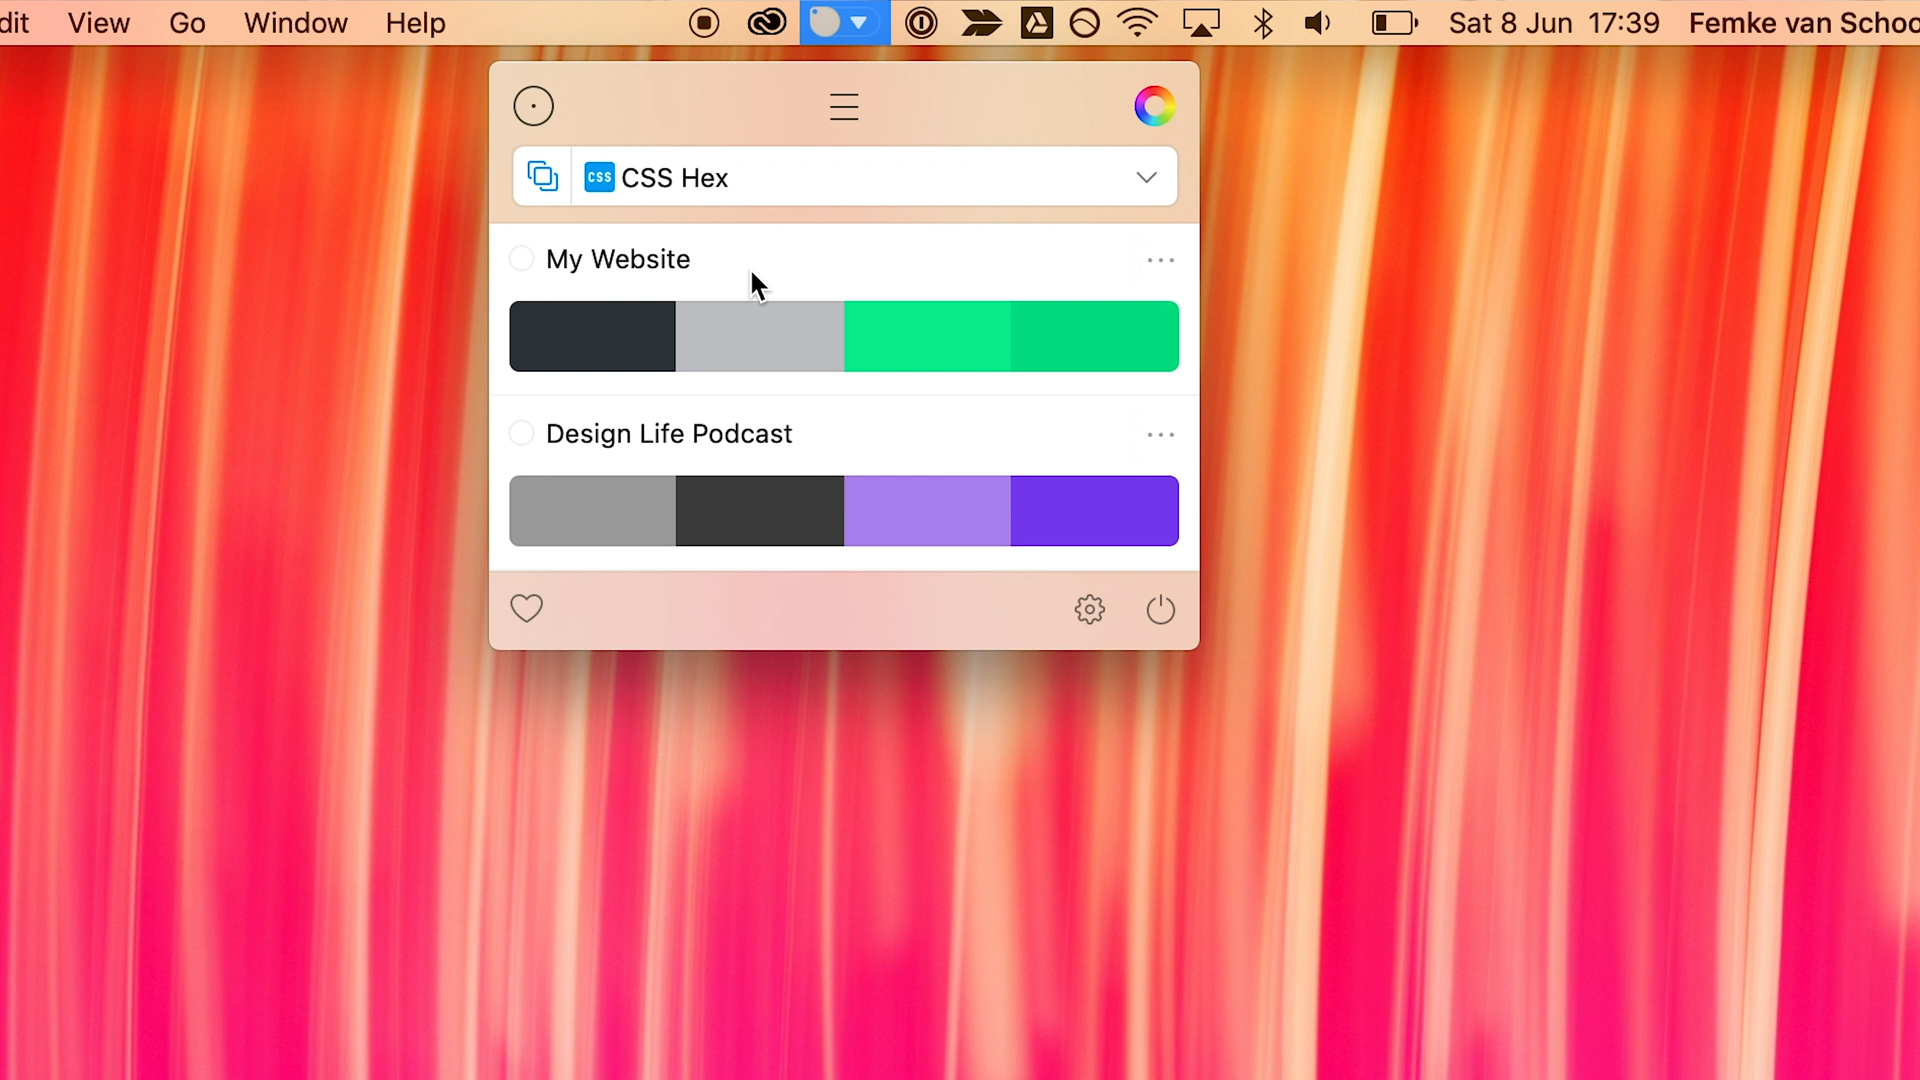 dit View Go Window Help Sat 8 Jun 17:39 Femke van Schoo
CSS CSS Hex
My Website
Design Life Podcast